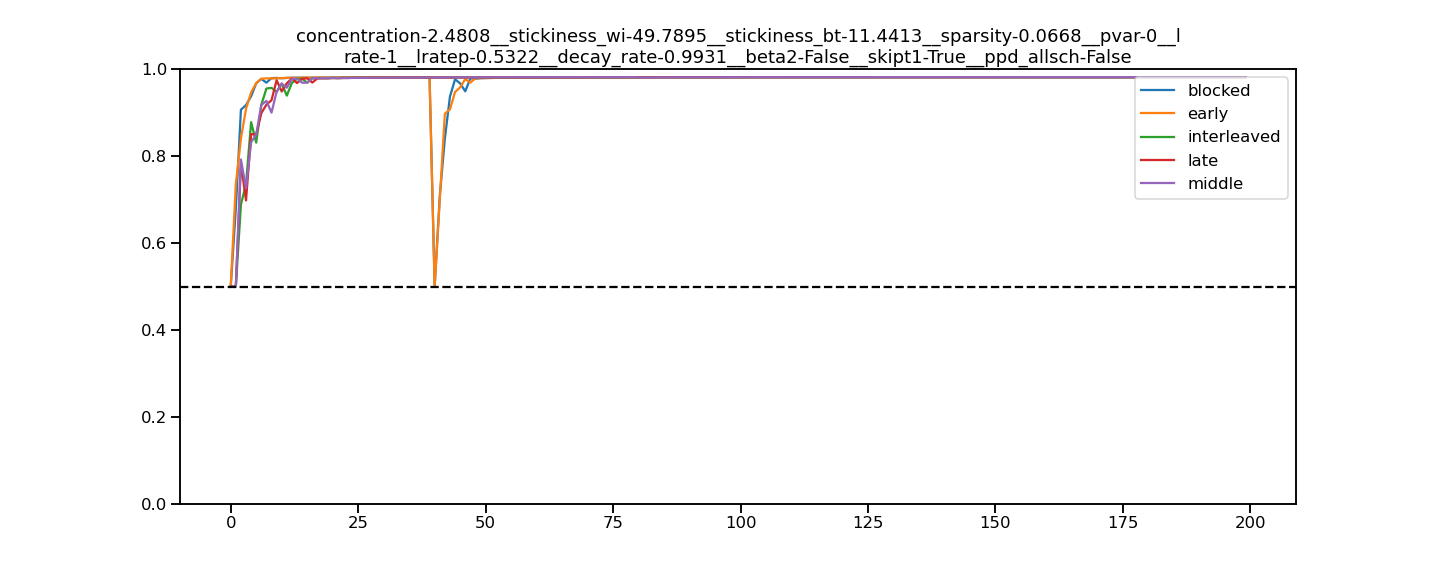 concentration-2.4808__stickiness_wi-49.7895__stickiness_bt-11.4413__sparsity-0.0668__pvar-0__l
rate-1__lratep-0.5322__decay_rate-0.9931__beta2-False__skipt1-True__ppd_allsch-False
1.0
0.8
0.6
0.4
0.2
0.0
blocked
early
interleaved
late
middle
0 25 50 75 100 125 150 175 200